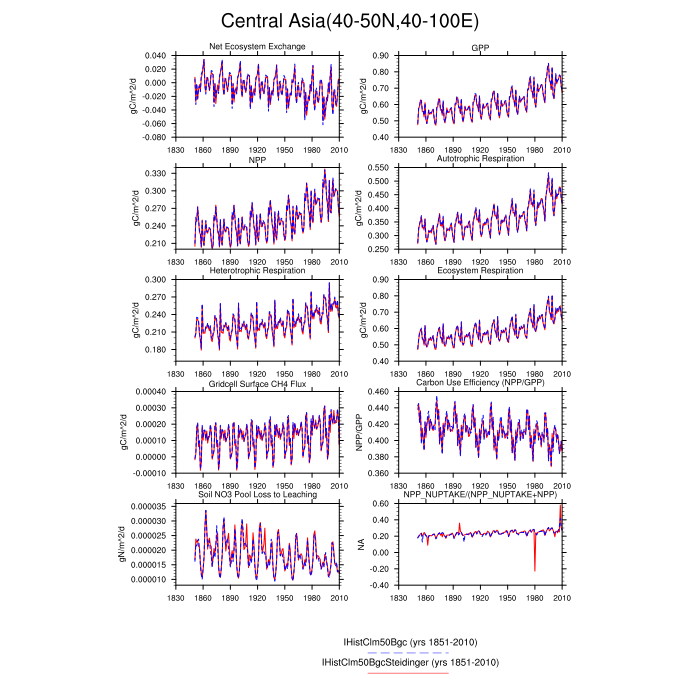 Central Asia(40-50N,40-100E)
Net Ecosystem Exchange
GPP
gC/m^2/d
0.040
0.020
0.000
-0.020
-0.040
-0.060
-0.080
1830 1860 1890 1920 1950 1980 2010
gC/m^2/d
0.90
0.80
0.70
0.60
0.50
0.40
1830 1860 1890 1920 1950 1980 2010
NPP
Autotrophic Respiration
gC/m^2/d
0.330
0.300
0.270
0.240
0.210
1830 1860 1890 1920 1950 1980 2010
gC/m^2/d
0.550
0.500
0.450
0.400
0.350
0.300
0.250
1830 1860 1890 1920 1950 1980 2010
Heterotrophic Respiration
Ecosystem Respiration
gC/m^2/d
0.300
0.270
0.240
0.210
0.180
1830 1860 1890 1920 1950 1980 2010
gC/m^2/d
0.90
0.80
0.70
0.60
0.50
0.40
1830 1860 1890 1920 1950 1980 2010
Gridcell Surface CH4 Flux
Carbon Use Efficiency (NPP/GPP)
gC/m^2/d
0.00040
0.00030
0.00020
0.00010
0.00000
-0.00010
1830 1860 1890 1920 1950 1980 2010
NPP/GPP
0.460
0.440
0.420
0.400
0.380
0.360
1830 1860 1890 1920 1950 1980 2010
Soil NO3 Pool Loss to Leaching
NPP_NUPTAKE/(NPP_NUPTAKE+NPP)
gN/m^2/d
0.000035
0.000030
0.000025
0.000020
0.000015
0.000010
1830 1860 1890 1920 1950 1980 2010
NA
0.60
0.40
0.20
0.00
-0.20
-0.40
1830 1860 1890 1920 1950 1980 2010
IHistClm50Bgc (yrs 1851-2010)
IHistClm50BgcSteidinger (yrs 1851-2010)